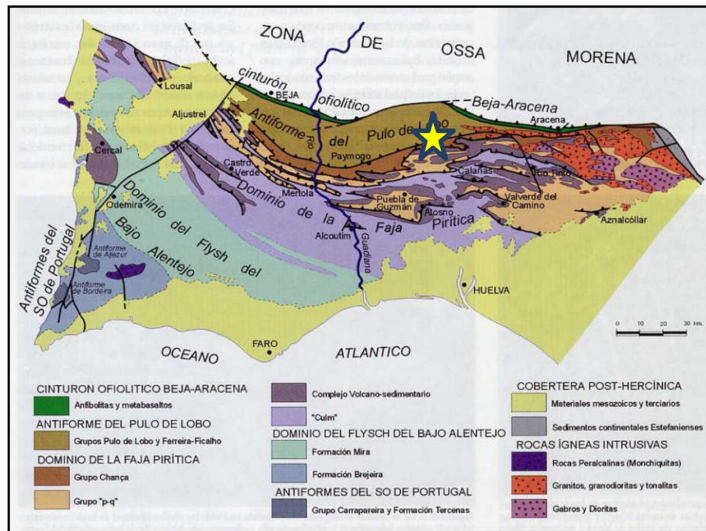 ZONA DE OSSA MORENA
cinturón ofiolítico Beja-Aracena
BEJA
Lousal
Aljustrel
Antiforme del Pulo de Lobo
Aracena
Río Guadiana
Paymogo
Cercal
Castro Verde
Mertola
Calañas
Odemira
Puebla de Guzmán
Alosno
Valverde del Camino
Aznalcóllar
Dominio de la Faja Pirítica
Dominio del Flysh del Bajo Alentejo
Alcoutim
Antiformes del SO de Portugal
Antiforme de Aljezur
Antiforme de Bordeira
HUELVA
FARO
OCEANO ATLANTICO
0 10 20 30 km.
CINTURON OFIOLITICO BEJA-ARACENA
Anfibolitas y metabasaltos
ANTIFORME DEL PULO DE LOBO
Grupos Pulo de Lobo y Ferreira-Ficalho
DOMINIO DE LA FAJA PIRÍTICA
Grupo Chança
Grupo "p-q"
Complejo Volcano-sedimentario
"Culm"
DOMINIO DEL FLYSCH DEL BAJO ALENTEJO
Formación Mira
Formación Brejeira
ANTIFORMES DEL SO DE PORTUGAL
Grupo Carrapareira y Formación Tercenas
COBERTERA POST-HERCÍNICA
Materiales mesozoicos y terciarios
Sedimentos continentales Estefanienses
ROCAS ÍGNEAS INTRUSIVAS
Rocas Peralcalinas (Monchiquitas)
Granitos, granodioritas y tonalitas
Gabros y Dioritas